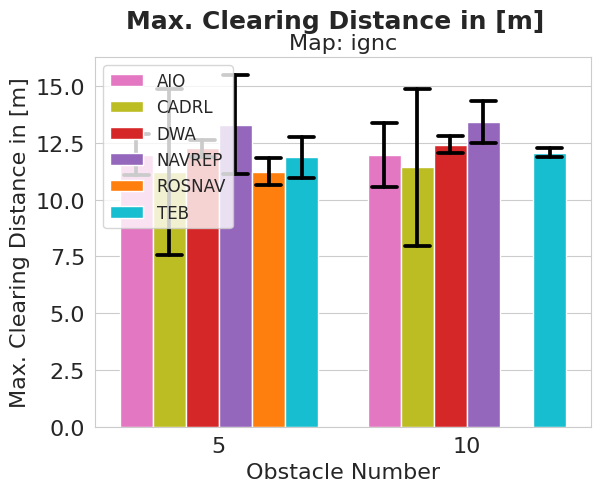 Max. Clearing Distance in [m]
Map: ignc
Max. Clearing Distance in [m]
15.0
12.5
10.0
7.5
5.0
2.5
0.0
AIO
CADRL
DWA
NAVREP
ROSNAV
TEB
5
10
Obstacle Number